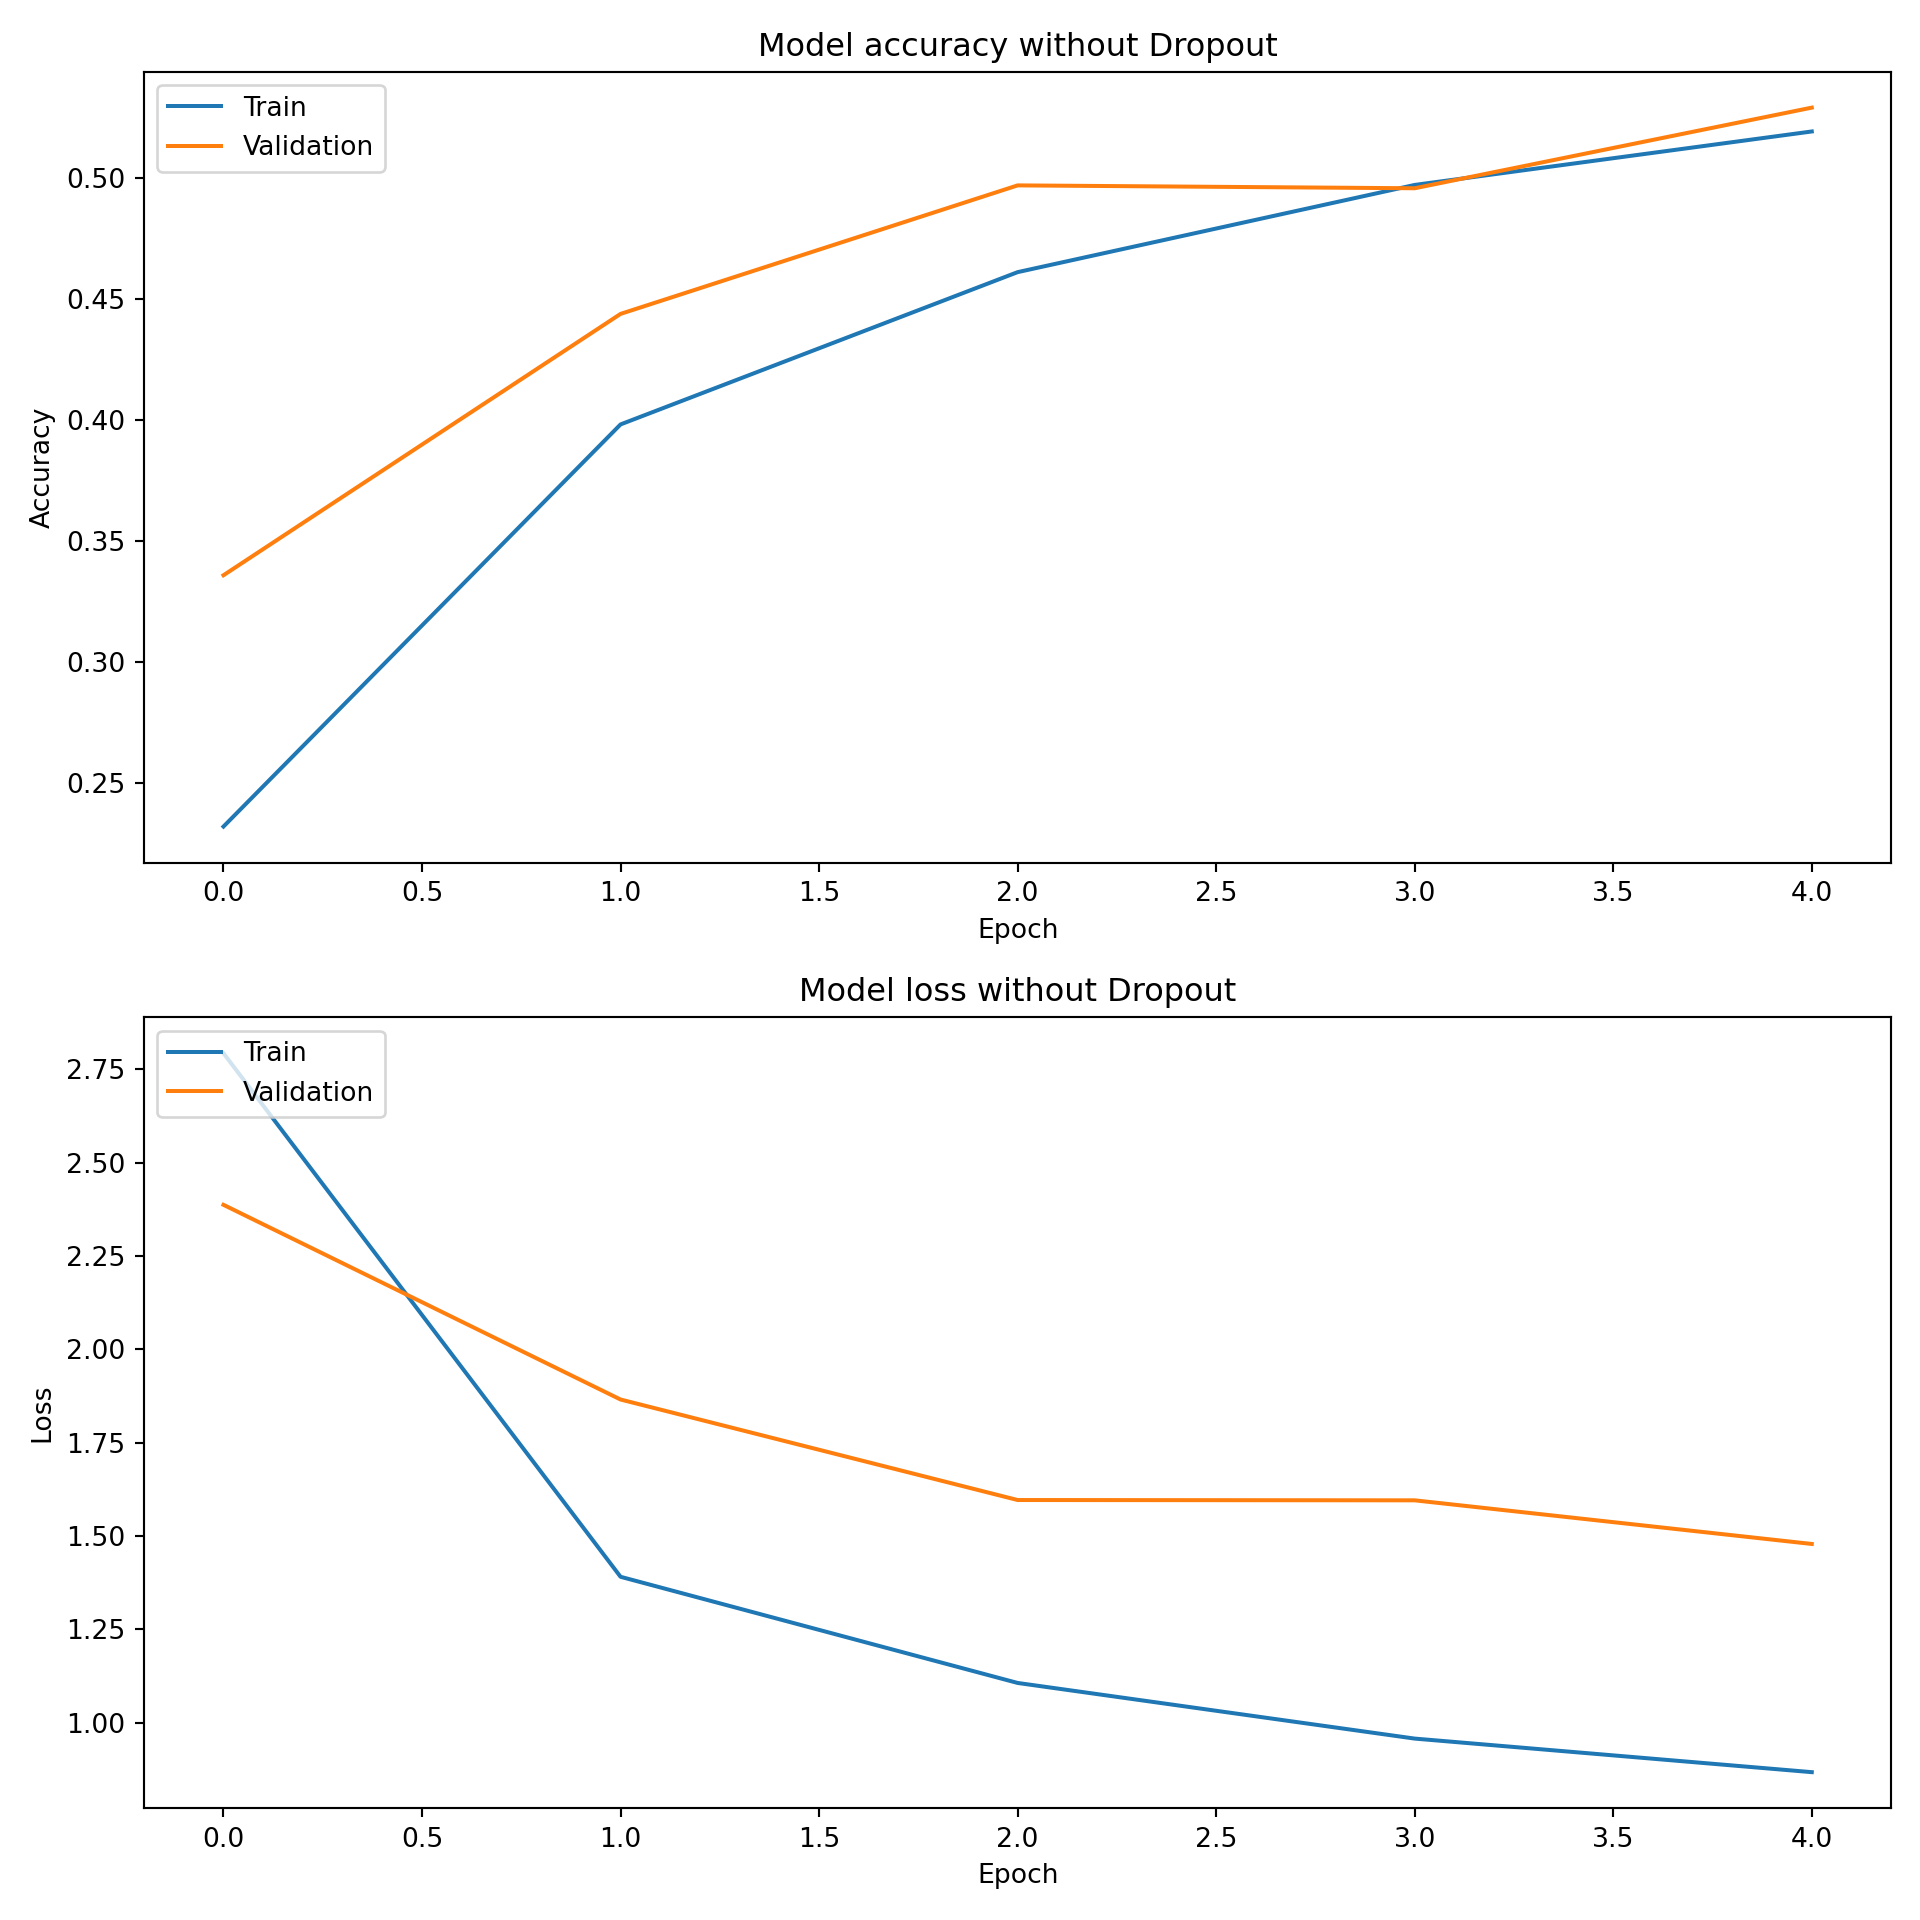 Model accuracy without Dropout
Train
Validation
Accuracy
0.50
0.45
0.40
0.35
0.30
0.25
0.0 0.5 1.0 1.5 2.0 2.5 3.0 3.5 4.0
Epoch
Model loss without Dropout
Train
Validation
Loss
2.75
2.50
2.25
2.00
1.75
1.50
1.25
1.00
0.0 0.5 1.0 1.5 2.0 2.5 3.0 3.5 4.0
Epoch